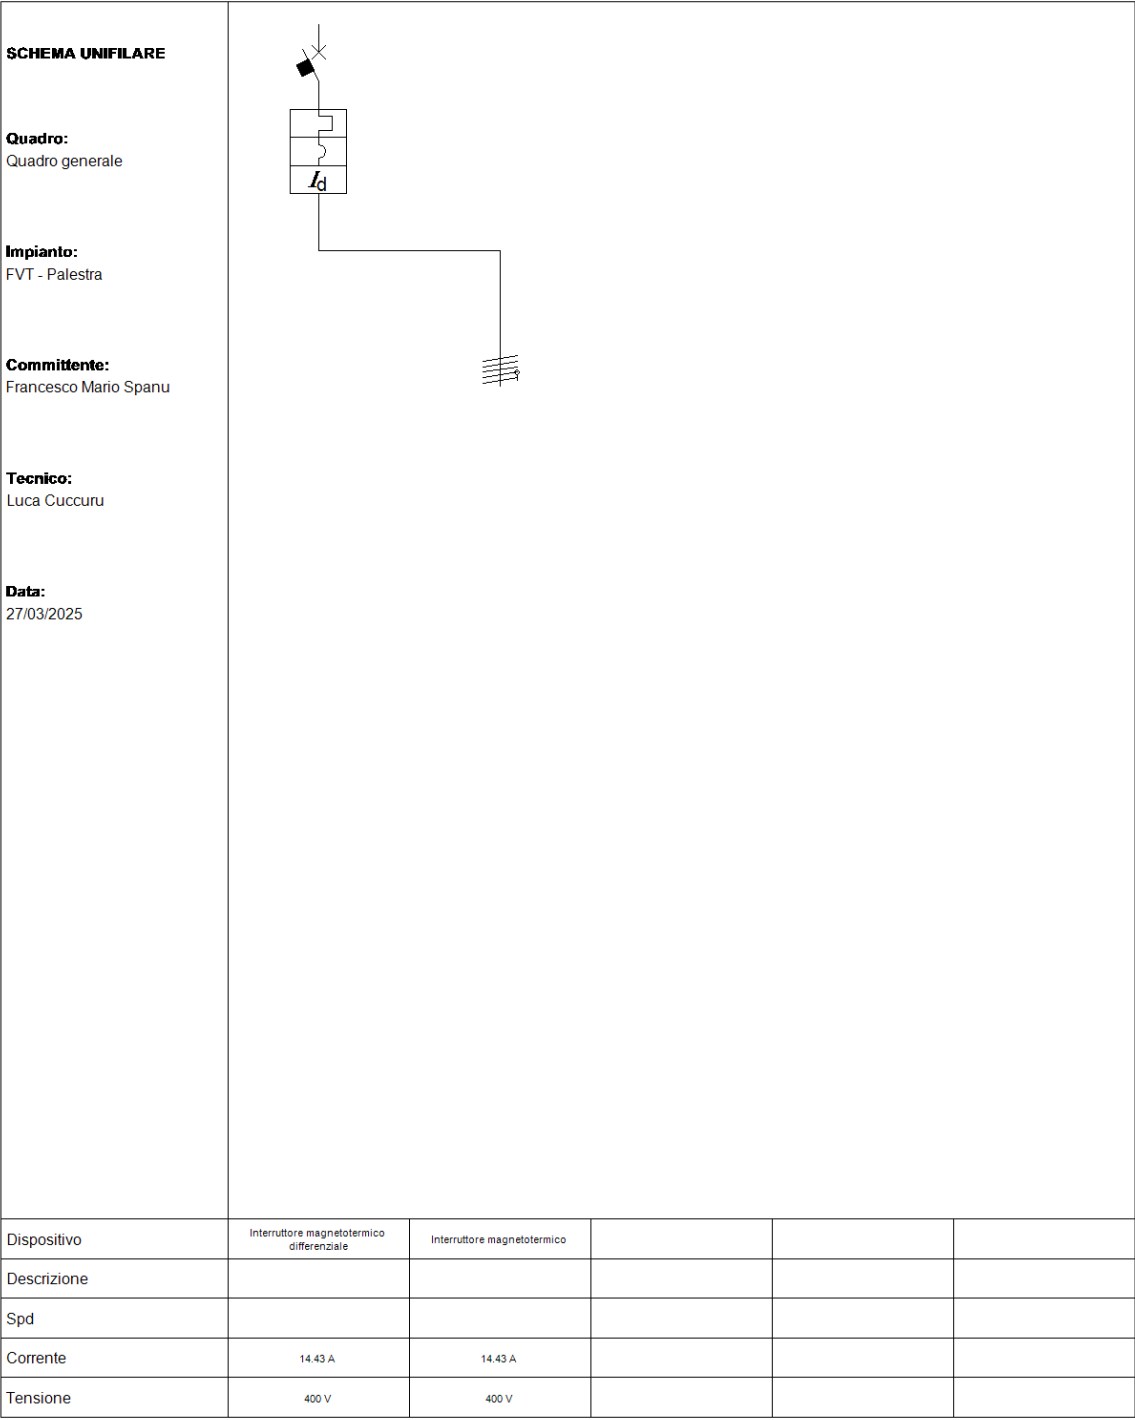 SCHEMA UNIFILARE
Quadro:
Quadro generale
Impianto:
FVT - Palestra
Committente:
Francesco Mario Spanu
Tecnico:
Luca Cuccuru
Data:
27/03/2025
Id
Dispositivo
Interruttore magnetotermico
differenziale
Interruttore magnetotermico
Descrizione
Spd
Corrente
14.43 A
14.43 A
Tensione
400 V
400 V